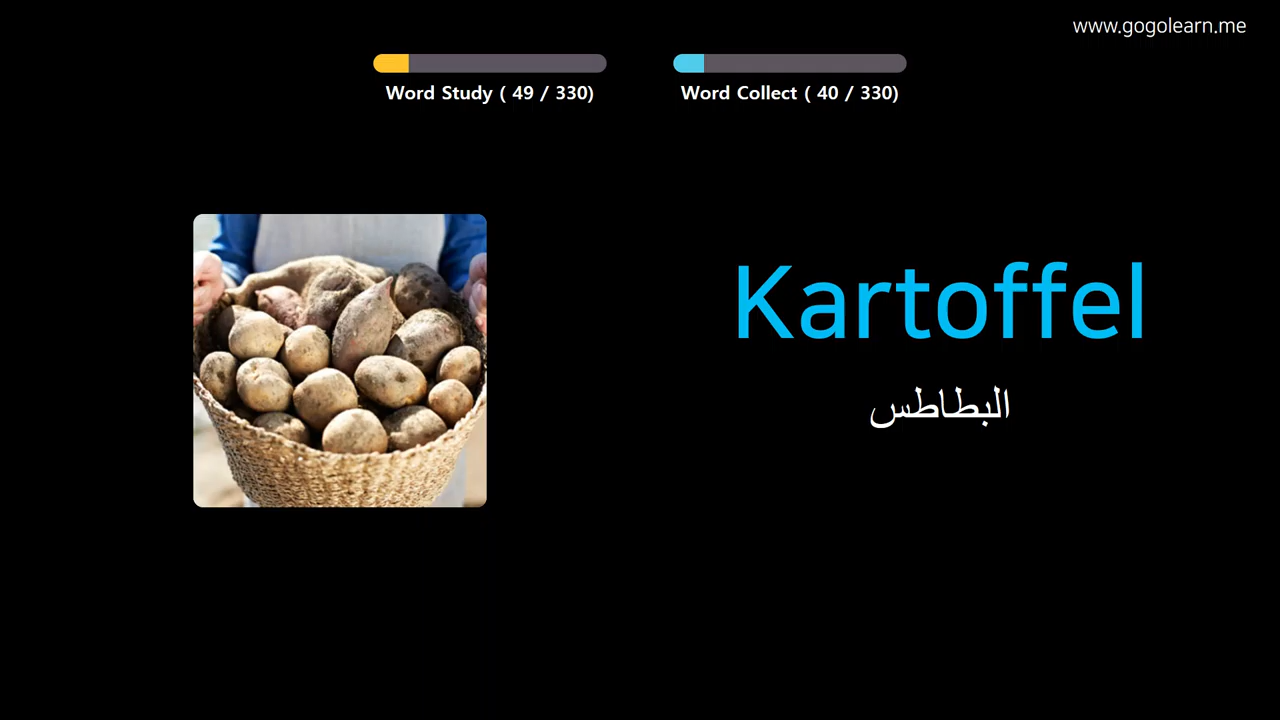 www.gogolearn.me
Word Study ( 49 / 330)
Word Collect ( 40 / 330)
Kartoffel
البطاطس